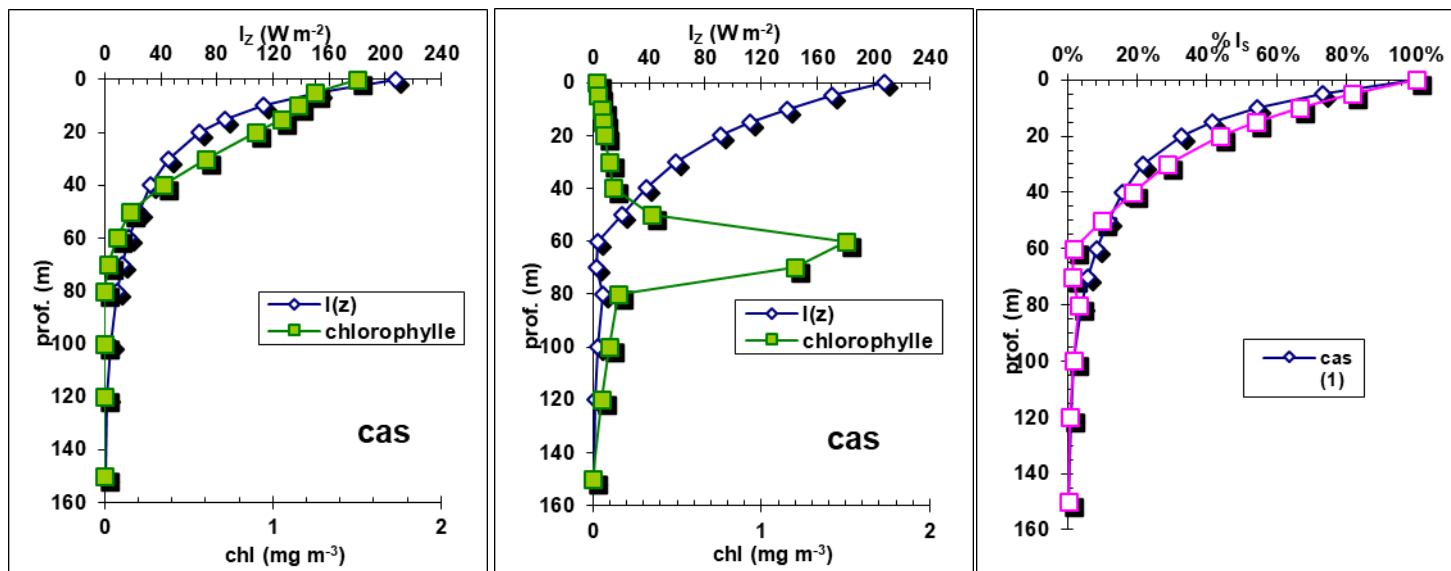 I_Z (W m⁻²)
0 40 80 120 160 200 240
0
20
40
60
80
100
120
140
160
prof. (m)
I(z)
chlorophylle
cas
0 1 2
chl (mg m⁻³)
I_Z (W m⁻²)
0 40 80 120 160 200 240
0
20
40
60
80
100
120
140
160
prof. (m)
I(z)
chlorophylle
cas
0 1 2
chl (mg m⁻³)
% I_S
0% 20% 40% 60% 80% 100%
0
20
40
60
80
100
120
140
160
prof. (m)
cas
(1)